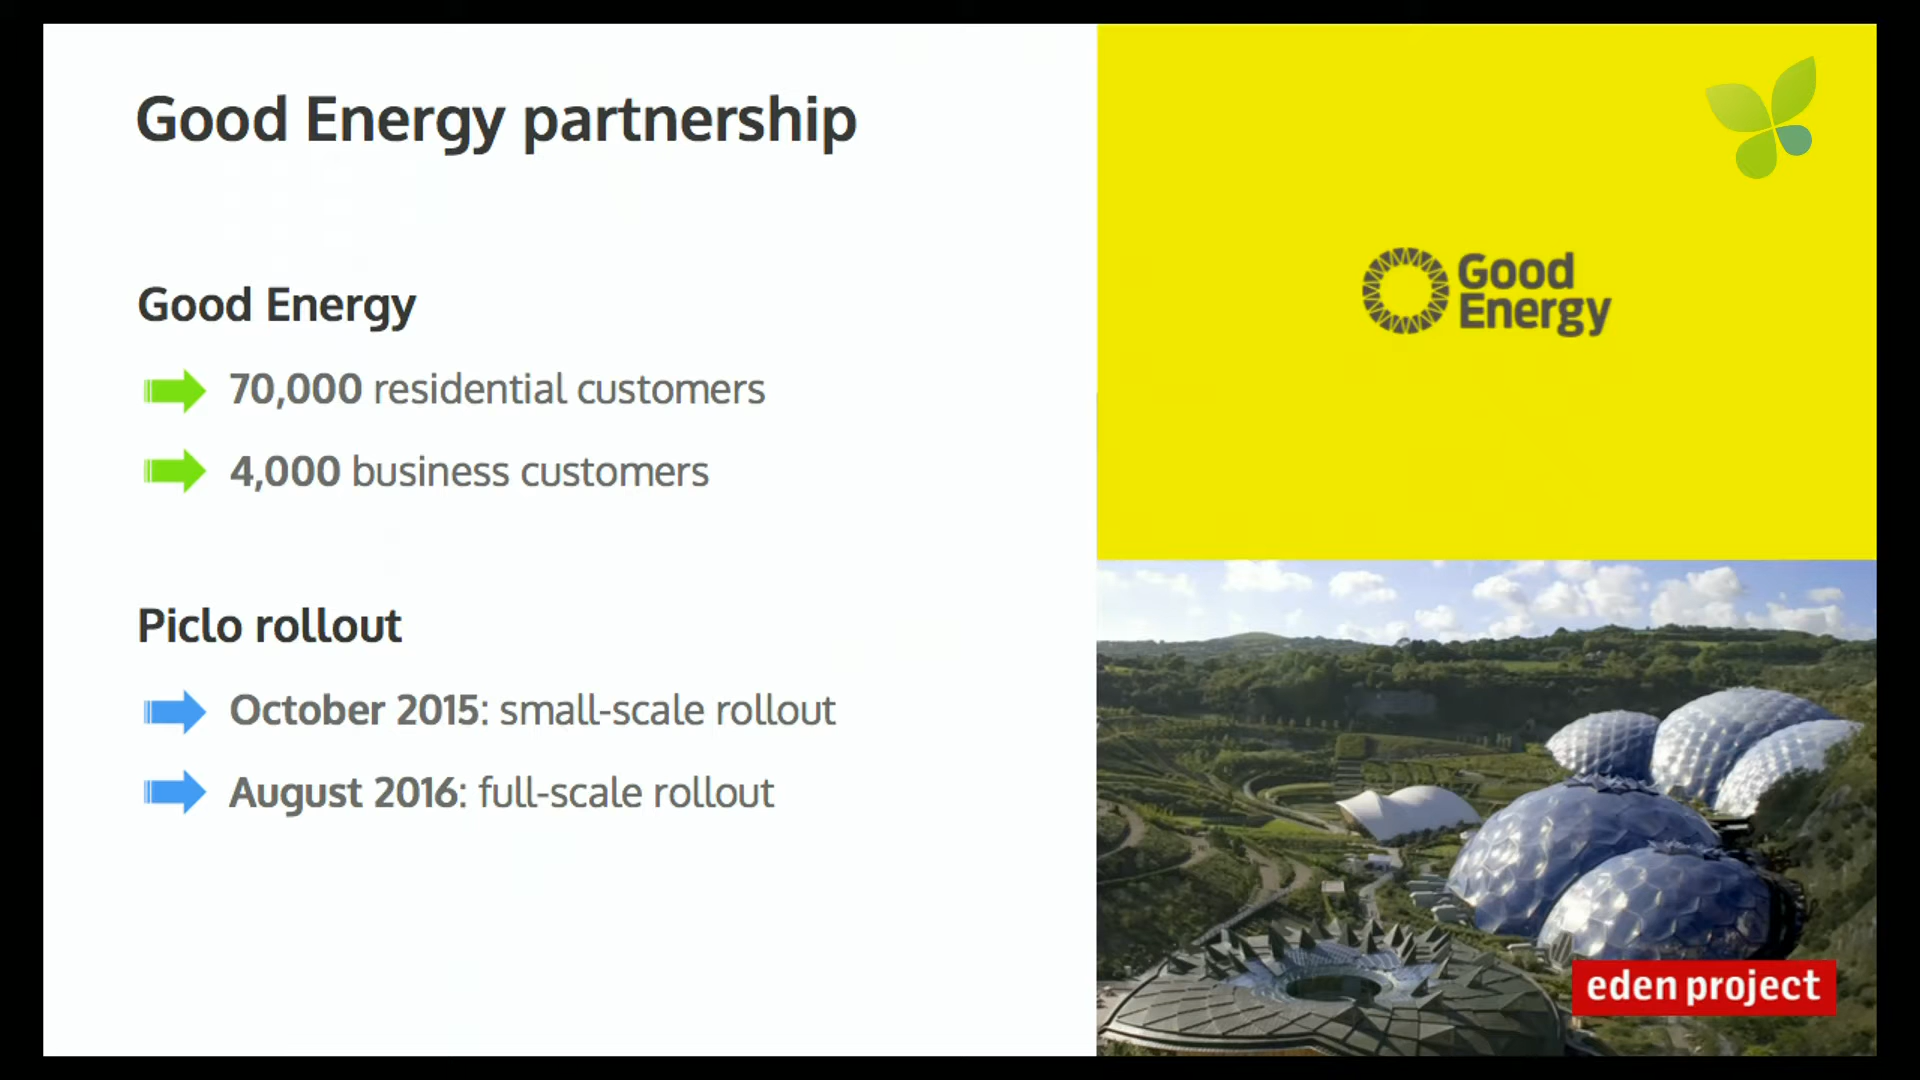 Good Energy partnership
Good Energy
70,000 residential customers
4,000 business customers
Piclo rollout
October 2015: small-scale rollout
August 2016: full-scale rollout
Good
Energy
eden project